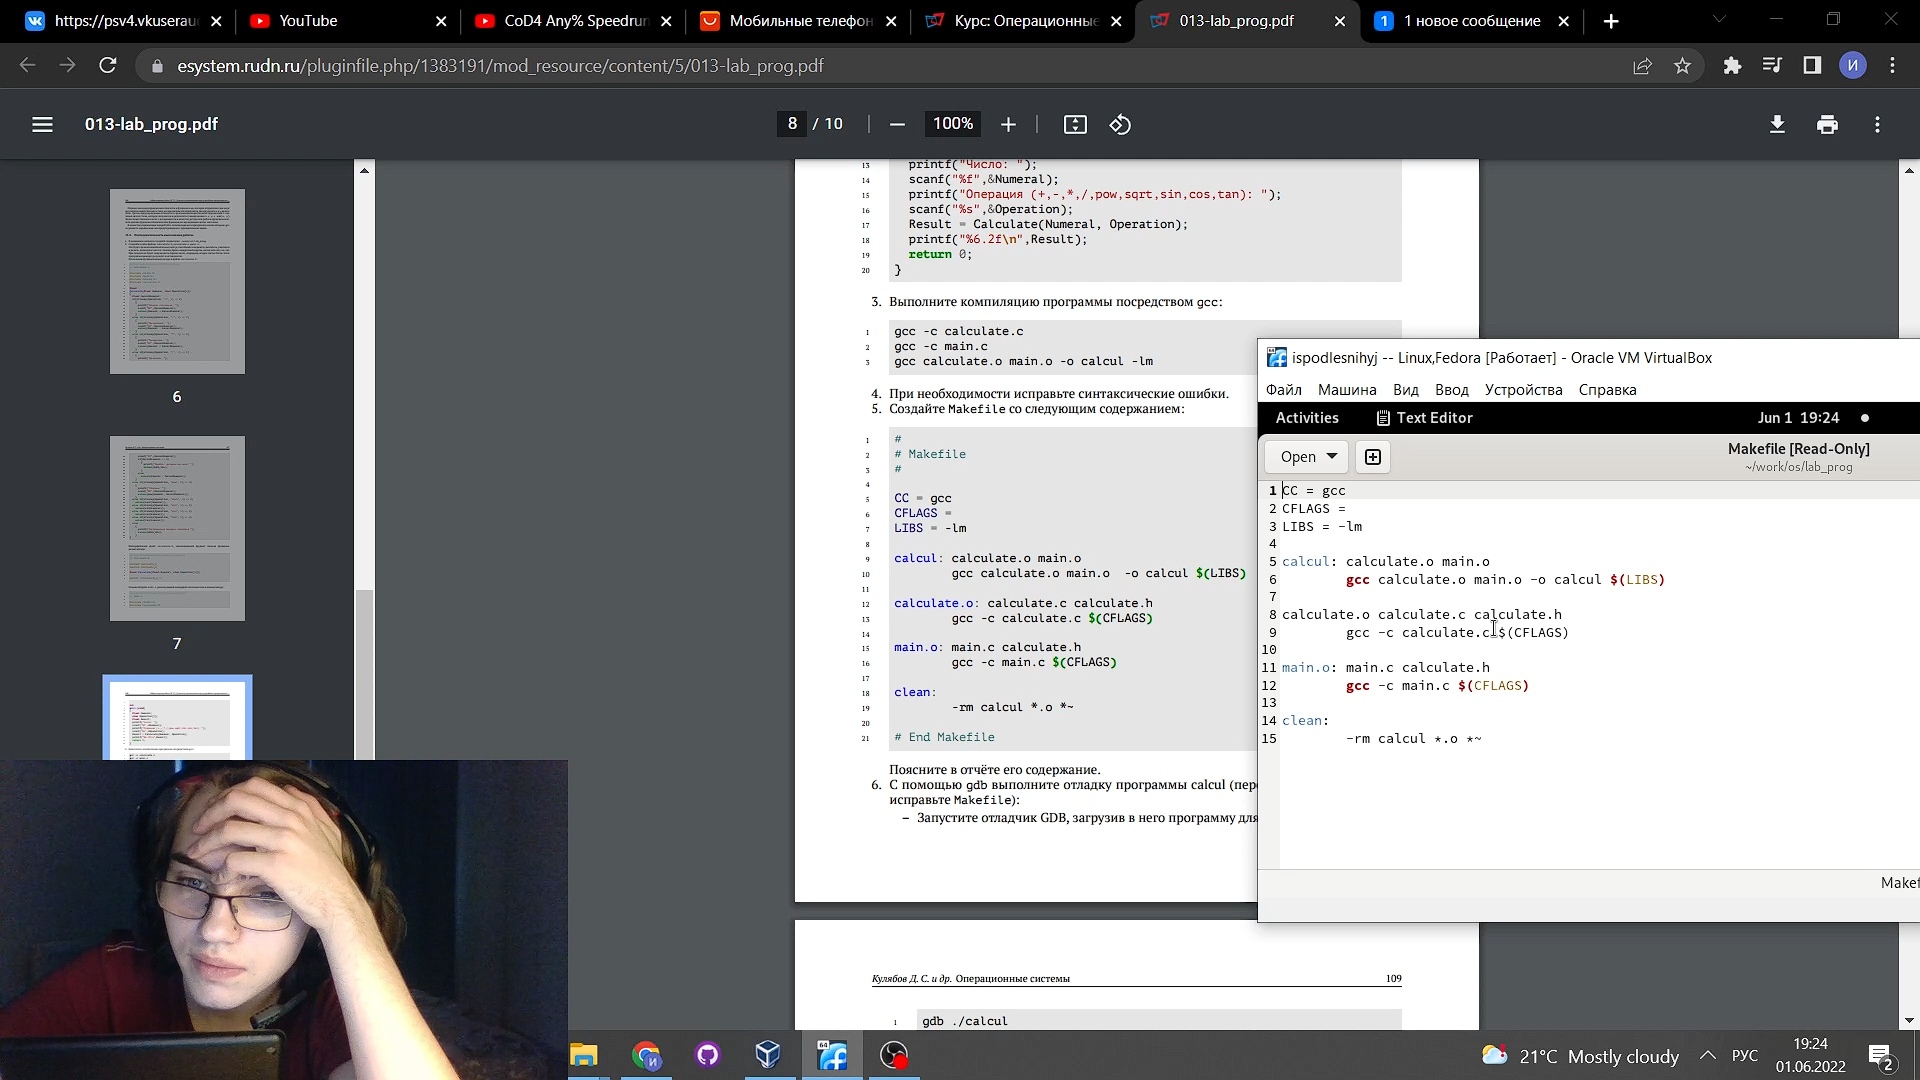 https://psv4.vkuserau
YouTube
CoD4 Any% Speedrun
Мобильные телефон
Курс: Операционные
013-lab_prog.pdf
1 новое сообщение
esystem.rudn.ru/pluginfile.php/1383191/mod_resource/content/5/013-lab_prog.pdf
И
013-lab_prog.pdf
8 / 10
100%
6
7
13 printf("Число: ");
14 scanf("%f",&Numeral);
15 printf("Операция (+,-,*,/,pow,sqrt,sin,cos,tan): ");
16 scanf("%s",&Operation);
17 Result = Calculate(Numeral, Operation);
18 printf("%6.2f\n",Result);
19 return 0;
20 }
3. Выполните компиляцию программы посредством gcc:
1 gcc -c calculate.c
2 gcc -c main.c
3 gcc calculate.o main.o -o calcul -lm
4. При необходимости исправьте синтаксические ошибки.
5. Создайте Makefile со следующим содержанием:
1 #
2 # Makefile
3 #
4
5 CC = gcc
6 CFLAGS =
7 LIBS = -lm
8
9 calcul: calculate.o main.o
10 gcc calculate.o main.o -o calcul $(LIBS)
11
12 calculate.o: calculate.c calculate.h
13 gcc -c calculate.c $(CFLAGS)
14
15 main.o: main.c calculate.h
16 gcc -c main.c $(CFLAGS)
17
18 clean:
19 -rm calcul *.o *~
20
21 # End Makefile
Поясните в отчёте его содержание.
6. С помощью gdb выполните отладку программы calcul (пер
исправьте Makefile):
– Запустите отладчик GDB, загрузив в него программу для
Кулябов Д. С. и др. Операционные системы 109
1 gdb ./calcul
ispodlesnihyj -- Linux,Fedora [Работает] - Oracle VM VirtualBox
Файл Машина Вид Ввод Устройства Справка
Activities Text Editor Jun 1 19:24
Open
Makefile [Read-Only]
~/work/os/lab_prog
1 CC = gcc
2 CFLAGS =
3 LIBS = -lm
4
5 calcul: calculate.o main.o
6 gcc calculate.o main.o -o calcul $(LIBS)
7
8 calculate.o calculate.c calculate.h
9 gcc -c calculate.c $(CFLAGS)
10
11 main.o: main.c calculate.h
12 gcc -c main.c $(CFLAGS)
13
14 clean:
15 -rm calcul *.o *~
Makef
64
21°C Mostly cloudy
РУС
19:24
01.06.2022
2